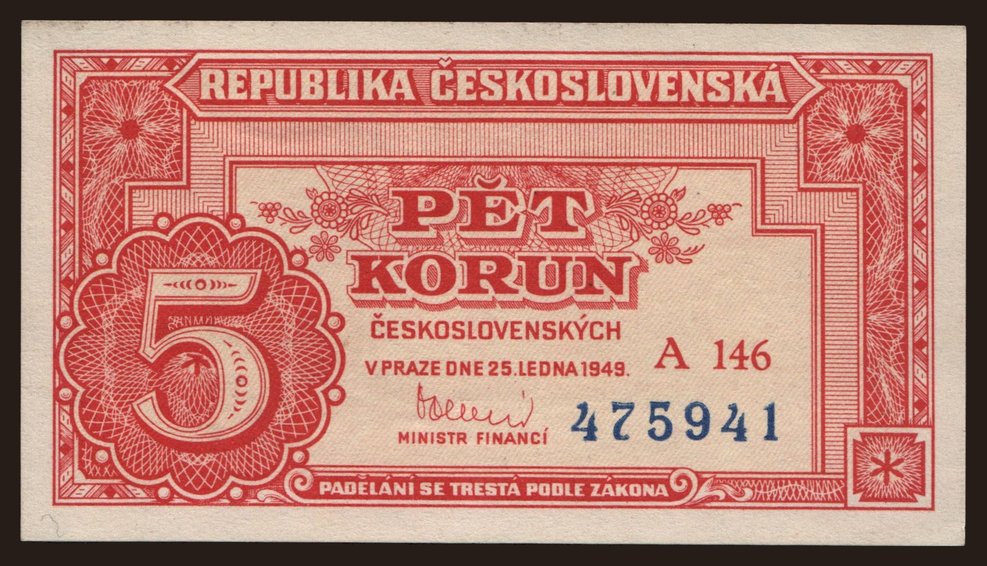 REPUBLIKA ČESKOSLOVENSKÁ
PĚT
KORUN
5
ČESKOSLOVENSKÝCH
V PRAZE DNE 25. LEDNA 1949.
A 146
MINISTR FINANCÍ
475941
PADĚLÁNÍ SE TRESTÁ PODLE ZÁKONA